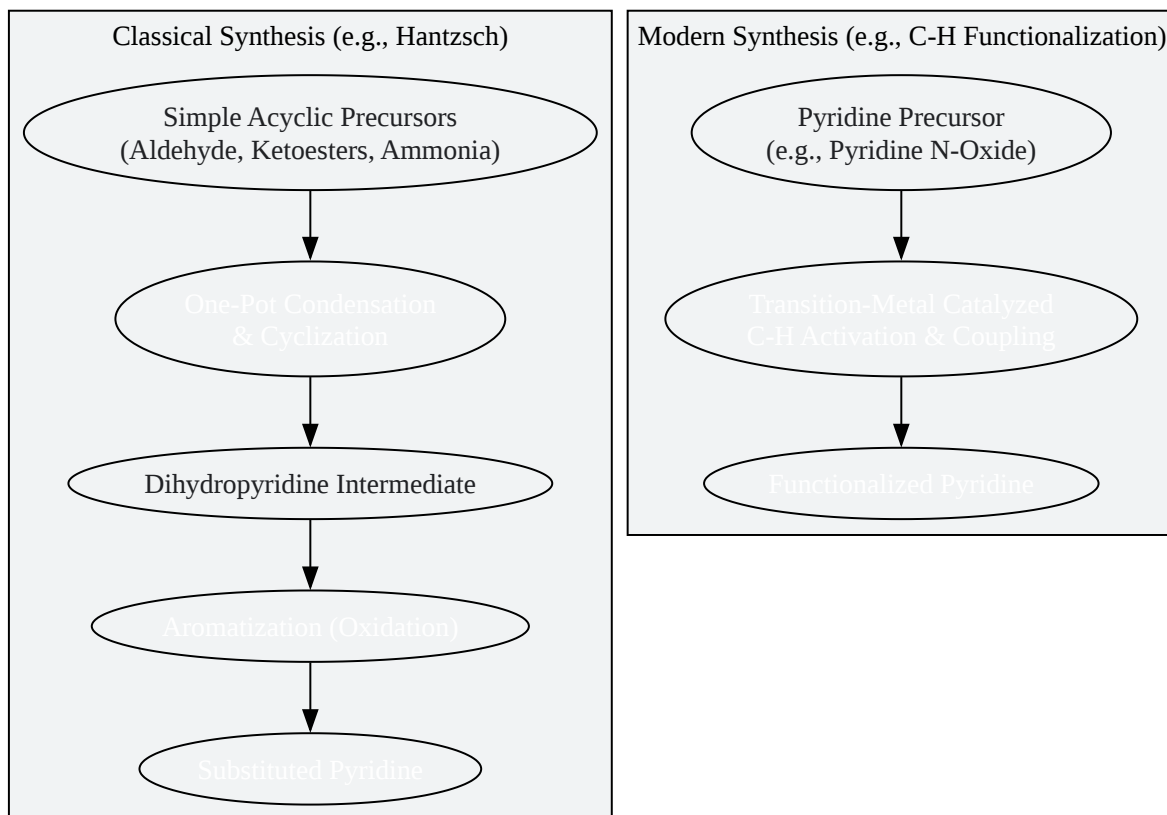 Classical Synthesis (e.g., Hantzsch)
Simple Acyclic Precursors
(Aldehyde, Ketoesters, Ammonia)
One-Pot Condensation
& Cyclization
Dihydropyridine Intermediate
Aromatization (Oxidation)
Substituted Pyridine
Modern Synthesis (e.g., C-H Functionalization)
Pyridine Precursor
(e.g., Pyridine N-Oxide)
Transition-Metal Catalyzed
C-H Activation & Coupling
Functionalized Pyridine